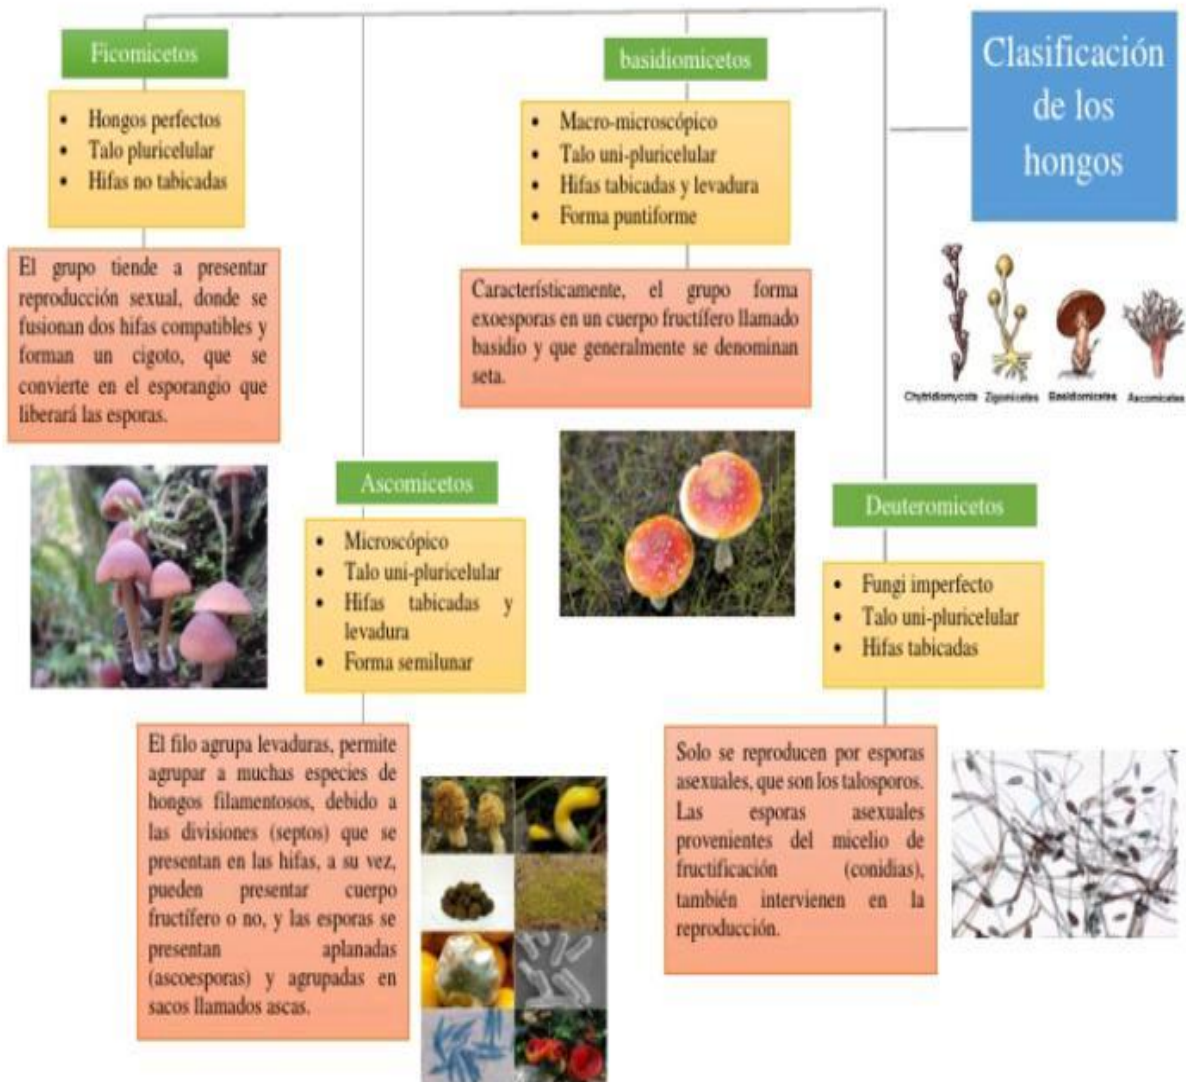 Clasificación
de los
hongos
Chytridiomycota Zigomicetes Basidiomicetes Ascomicetes
Ficomicetos
• Hongos perfectos
• Talo pluricelular
• Hifas no tabicadas
El grupo tiende a presentar
reproducción sexual, donde se
fusionan dos hifas compatibles y
forman un cigoto, que se
convierte en el esporangio que
liberará las esporas.
basidiomicetos
• Macro-microscópico
• Talo uni-pluricelular
• Hifas tabicadas y levadura
• Forma puntiforme
Característicamente, el grupo forma
exoesporas en un cuerpo fructífero llamado
basidio y que generalmente se denominan
seta.
Ascomicetos
• Microscópico
• Talo uni-pluricelular
• Hifas tabicadas y
levadura
• Forma semilunar
El filo agrupa levaduras, permite
agrupar a muchas especies de
hongos filamentosos, debido a
las divisiones (septos) que se
presentan en las hifas, a su vez,
pueden presentar cuerpo
fructífero o no, y las esporas se
presentan aplanadas
(ascoesporas) y agrupadas en
sacos llamados ascas.
Deuteromicetos
• Fungi imperfecto
• Talo uni-pluricelular
• Hifas tabicadas
Solo se reproducen por esporas
asexuales, que son los talosporos.
Las esporas asexuales
provenientes del micelio de
fructificación (conidias),
también intervienen en la
reproducción.